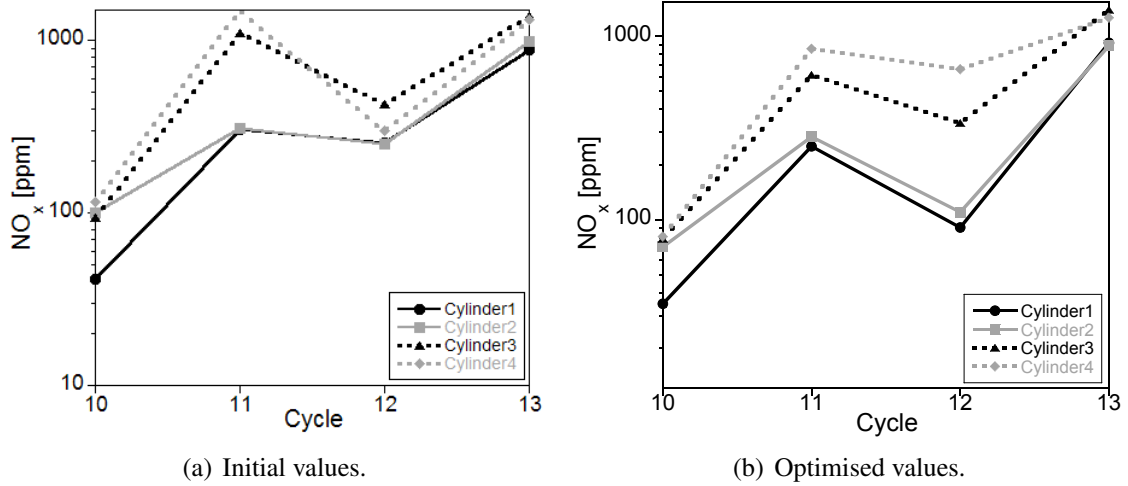 1000
100
10
NOx [ppm]
10 11 12 13
Cycle
Cylinder1
Cylinder2
Cylinder3
Cylinder4
(a) Initial values.
1000
100
NOx [ppm]
10 11 12 13
Cycle
Cylinder1
Cylinder2
Cylinder3
Cylinder4
(b) Optimised values.